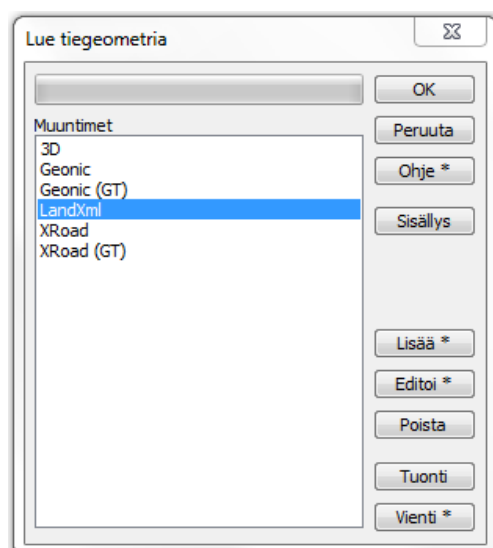 Lue tiegeometria
OK
Muuntimet
Peruuta
3D
Geonic
Ohje *
Geonic (GT)
LandXml
Sisällys
XRoad
XRoad (GT)
Lisää *
Editoi *
Poista
Tuonti
Vienti *